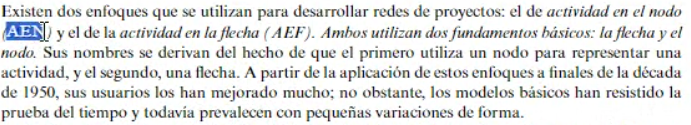 Existen dos enfoques que se utilizan para desarrollar redes de proyectos: el de actividad en el nodo
(AEN) y el de la actividad en la flecha (AEF). Ambos utilizan dos fundamentos básicos: la flecha y el
nodo. Sus nombres se derivan del hecho de que el primero utiliza un nodo para representar una
actividad, y el segundo, una flecha. A partir de la aplicación de estos enfoques a finales de la década
de 1950, sus usuarios los han mejorado mucho; no obstante, los modelos básicos han resistido la
prueba del tiempo y todavía prevalecen con pequeñas variaciones de forma.